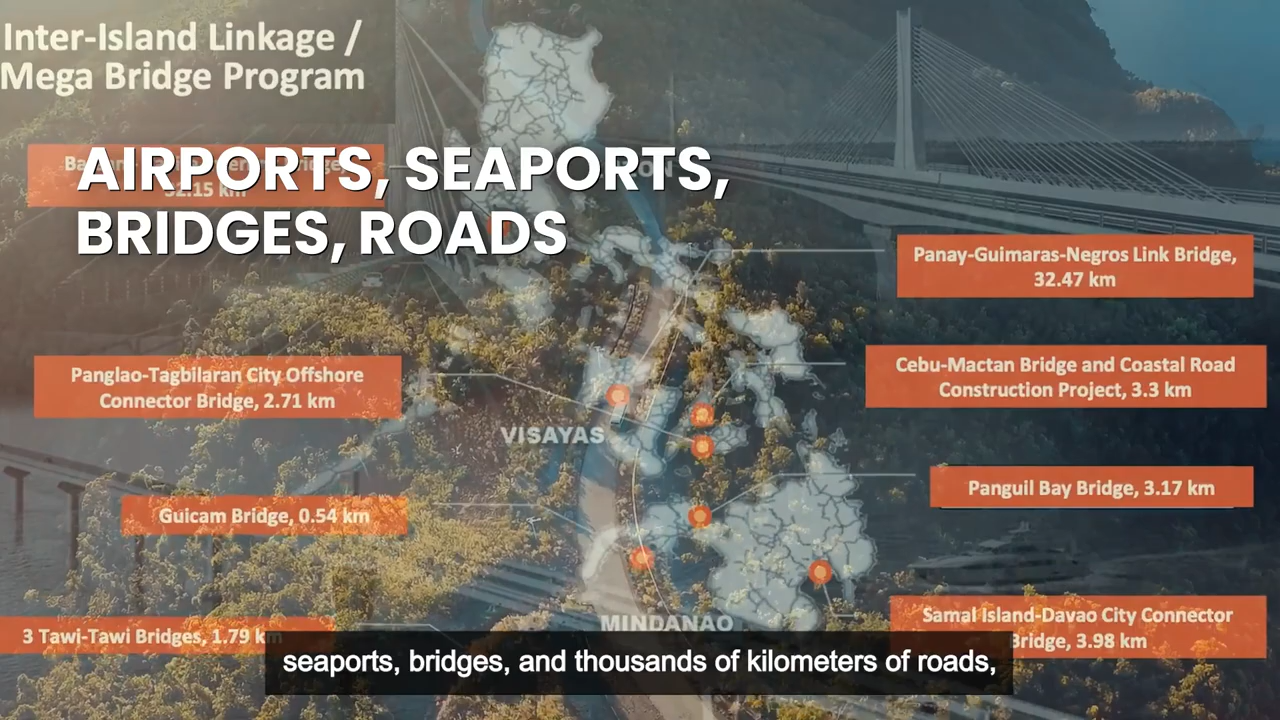 Inter-Island Linkage /
Mega Bridge Program
AIRPORTS, SEAPORTS,
BRIDGES, ROADS
32.15 km
Panay-Guimaras-Negros Link Bridge,
32.47 km
Panglao-Tagbilaran City Offshore
Connector Bridge, 2.71 km
Cebu-Mactan Bridge and Coastal Road
Construction Project, 3.3 km
VISAYAS
Panguil Bay Bridge, 3.17 km
Guicam Bridge, 0.54 km
Samal Island-Davao City Connector
Bridge, 3.98 km
MINDANAO
3 Tawi-Tawi Bridges, 1.79 km
seaports, bridges, and thousands of kilometers of roads,